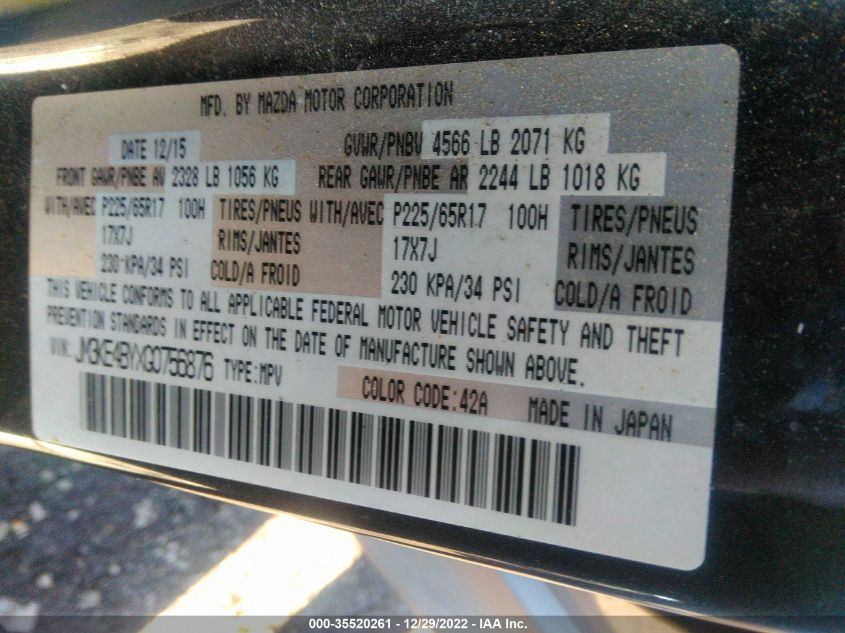 MFD. BY MAZDA MOTOR CORPORATION
DATE 12/15 GVWR/PNBV 4566 LB 2071 KG
FRONT GAWR/PNBE AV 2328 LB 1056 KG REAR GAWR/PNBE AR 2244 LB 1018 KG
WITH/AVEC P225/65R17 100H TIRES/PNEUS WITH/AVEC P225/65R17 100H TIRES/PNEUS
17X7J RIMS/JANTES 17X7J RIMS/JANTES
230 KPA/34 PSI COLD/A FROID 230 KPA/34 PSI COLD/A FROID
THIS VEHICLE CONFORMS TO ALL APPLICABLE FEDERAL MOTOR VEHICLE SAFETY AND THEFT
PREVENTION STANDARDS IN EFFECT ON THE DATE OF MANUFACTURE SHOWN ABOVE.
VIN: JM3KE4BYXG0756876 TYPE:MPV
COLOR CODE:42A MADE IN JAPAN
000-35520261 - 12/29/2022 - IAA Inc.